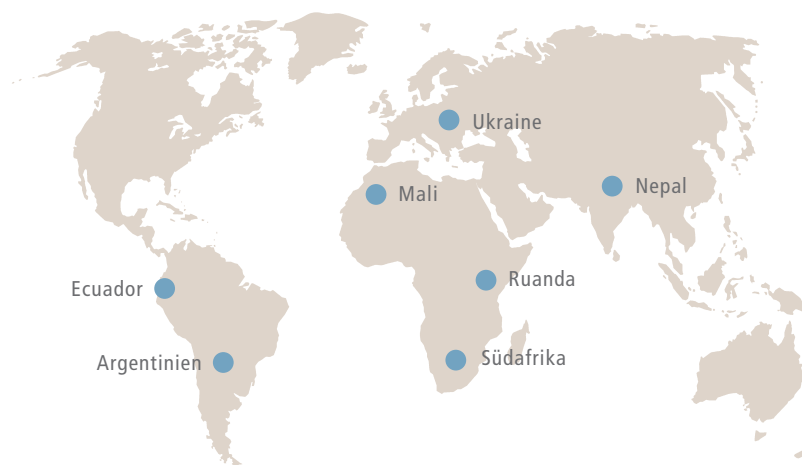 Ukraine
Nepal
Mali
Ruanda
Ecuador
Südafrika
Argentinien